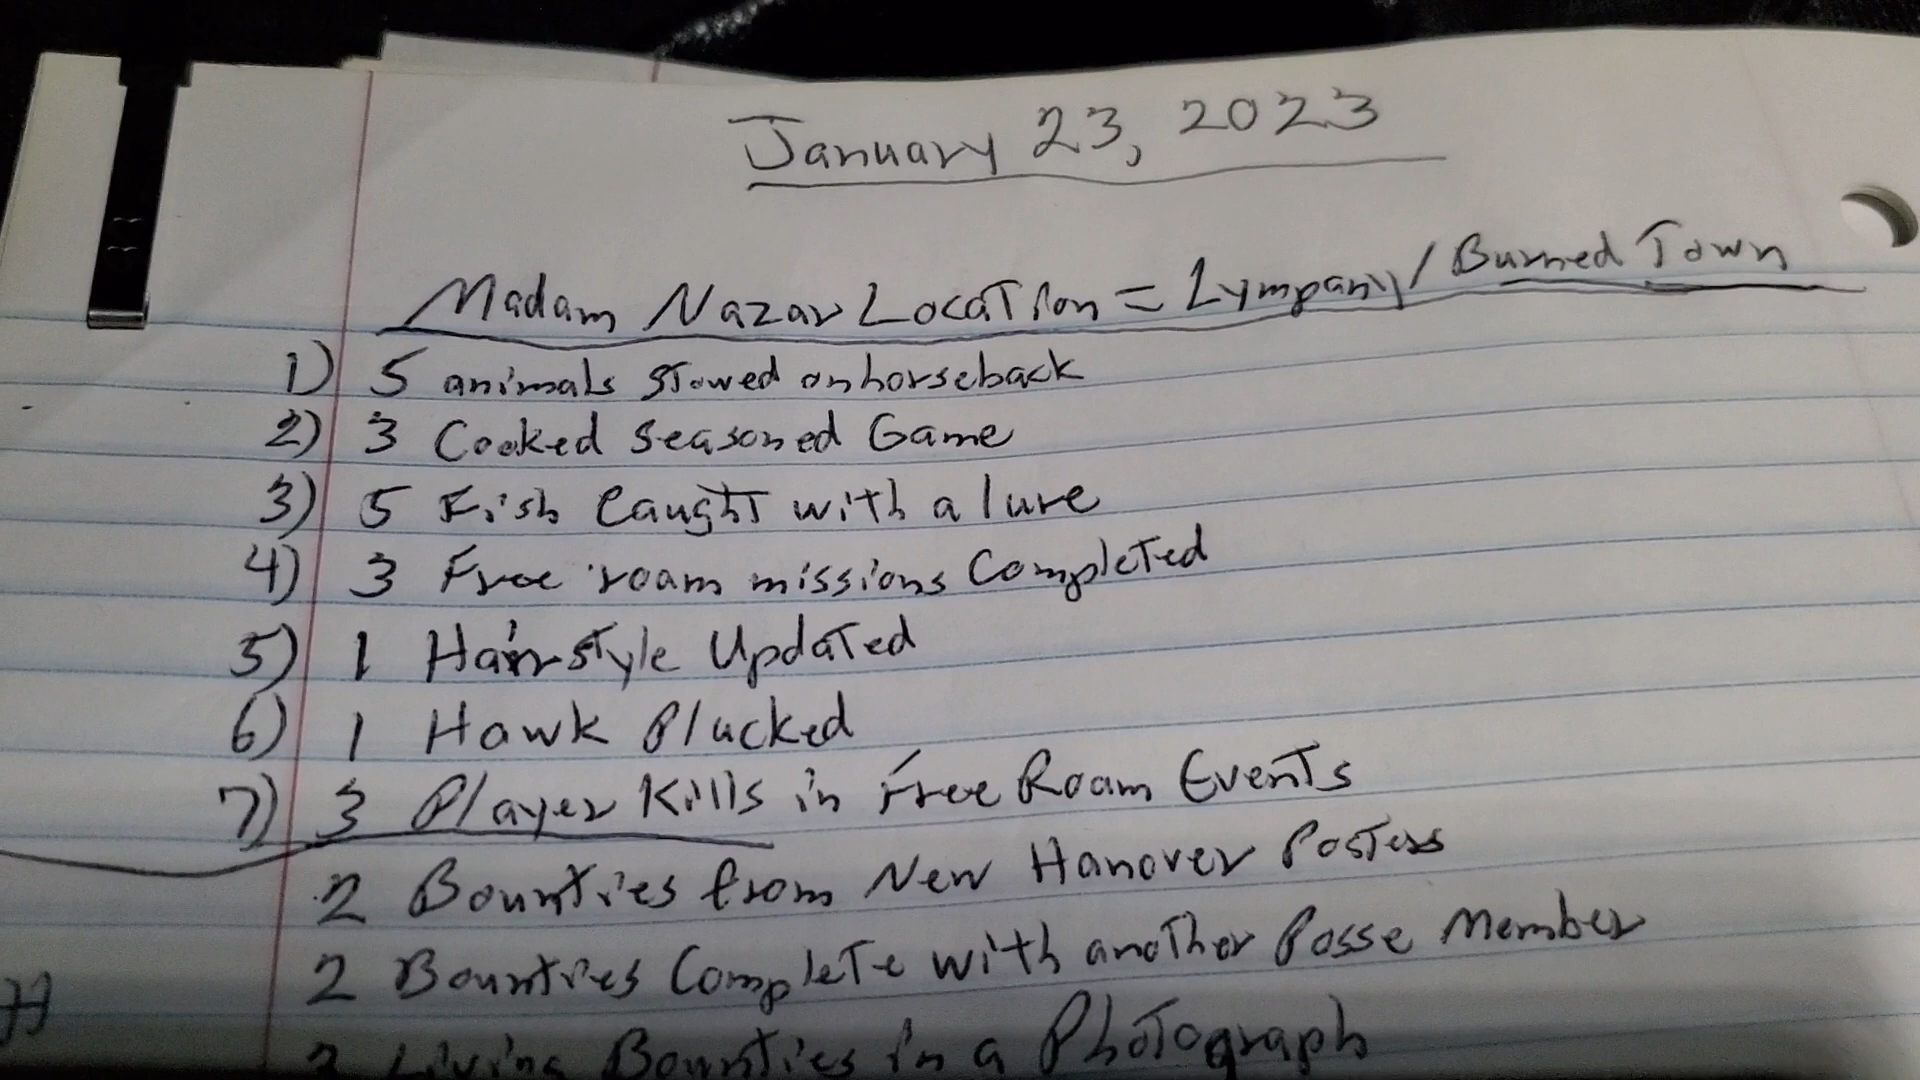 January 23, 2023
Madam Nazar Location = Lympany / Burned Town
1) 5 animals stowed on horseback
2) 3 Cooked Seasoned Game
3) 5 Fish Caught with a lure
4) 3 Free roam missions Completed
5) 1 Hairstyle Updated
6) 1 Hawk Plucked
7) 3 Player Kills in Free Roam Events
2 Bounties from New Hanover Posters
2 Bounties Complete with another Posse Member
Living Bounties in a Photograph